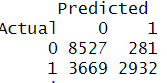 Predicted
Actual 0 1
0 8527 281
1 3669 2932